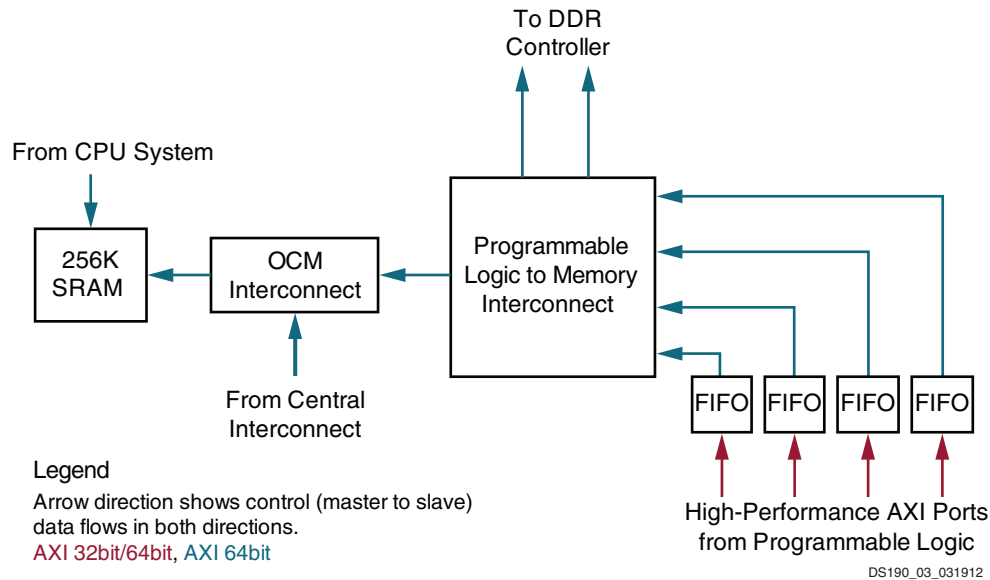 To DDR
Controller
From CPU System
256K
SRAM
OCM
Interconnect
Programmable
Logic to Memory
Interconnect
FIFO
FIFO
FIFO
FIFO
From Central
Interconnect
High-Performance AXI Ports
from Programmable Logic
Legend
Arrow direction shows control (master to slave)
data flows in both directions.
AXI 32bit/64bit, AXI 64bit
DS190_03_031912